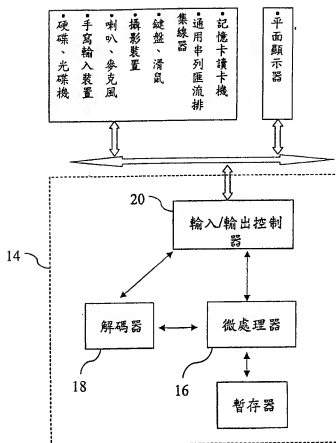 •記憶卡讀卡機
•通用串列匯流排
集線器
•鍵盤、滑鼠
•攝影裝置
•喇叭、麥克風
•手寫輸入裝置
•硬碟、光碟機
•平面顯示器
20
輸入/輸出控制
器
14
解碼器
微處理器
18
16
暫存器